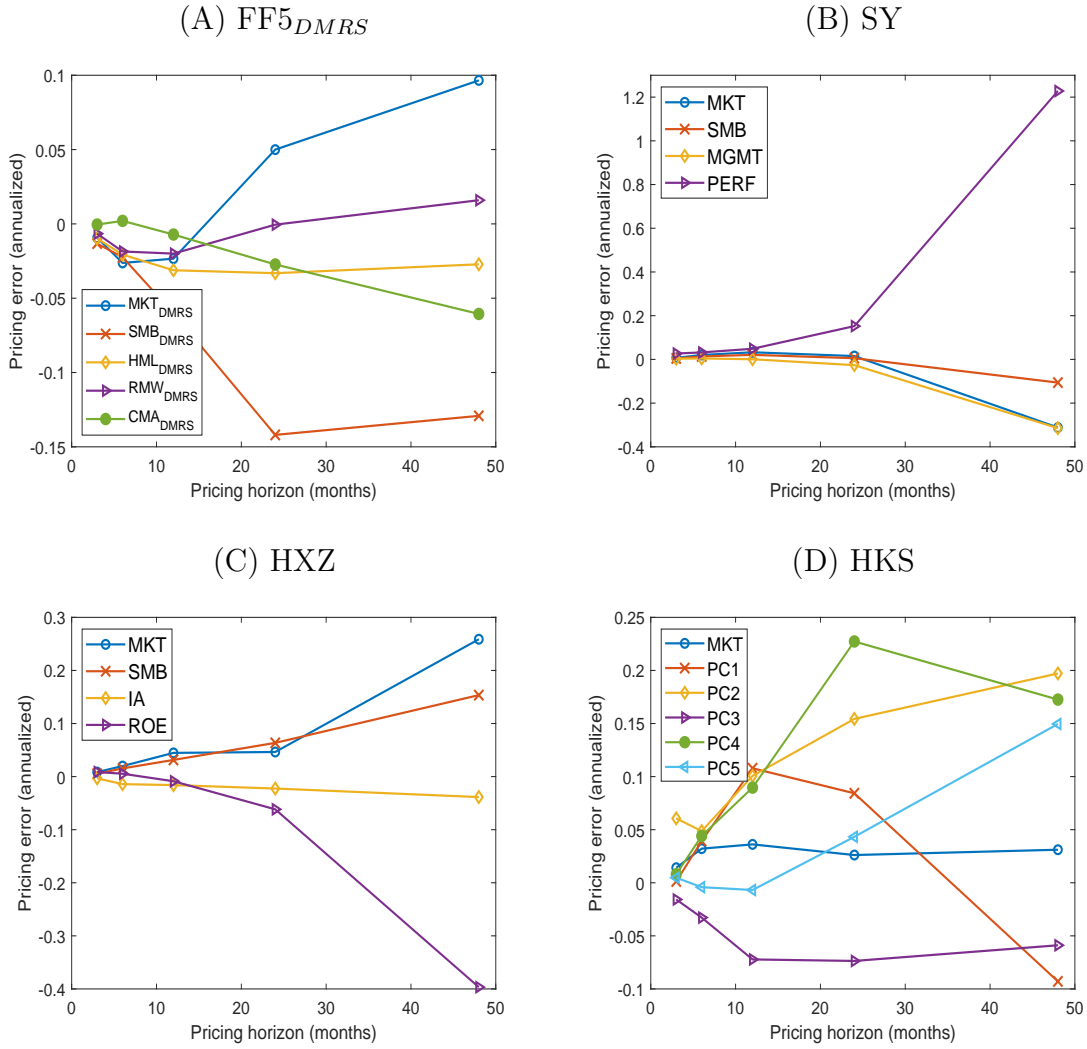 (A) FF5DMRS
(B) SY
Pricing error (annualized)
0.1
0.05
0
-0.05
-0.1
-0.15
MKTDMRS
SMBDMRS
HMLDMRS
RMWDMRS
CMADMRS
0 10 20 30 40 50
Pricing horizon (months)
Pricing error (annualized)
1.2
1
0.8
0.6
0.4
0.2
0
-0.2
-0.4
MKT
SMB
MGMT
PERF
0 10 20 30 40 50
Pricing horizon (months)
(C) HXZ
(D) HKS
Pricing error (annualized)
0.3
0.2
0.1
0
-0.1
-0.2
-0.3
-0.4
MKT
SMB
IA
ROE
0 10 20 30 40 50
Pricing horizon (months)
Pricing error (annualized)
0.25
0.2
0.15
0.1
0.05
0
-0.05
-0.1
MKT
PC1
PC2
PC3
PC4
PC5
0 10 20 30 40 50
Pricing horizon (months)